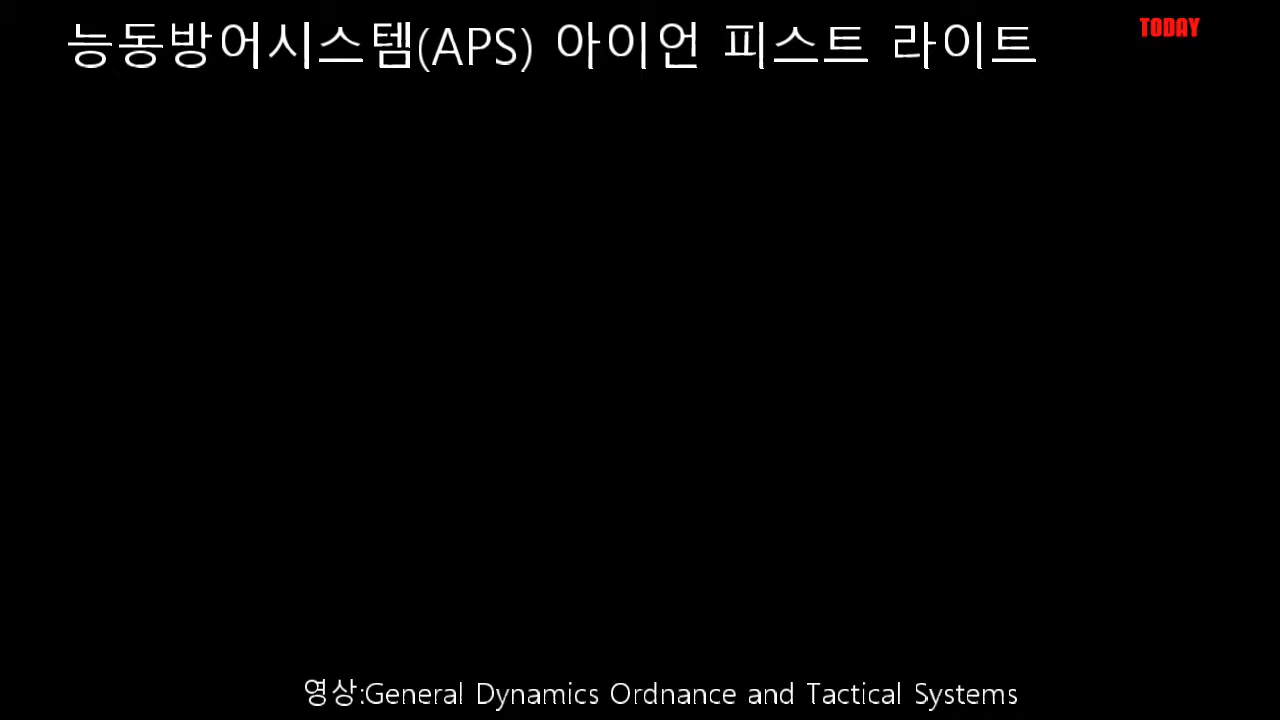 능동방어시스템(APS) 아이언 피스트 라이트
TODAY
영상:General Dynamics Ordnance and Tactical Systems